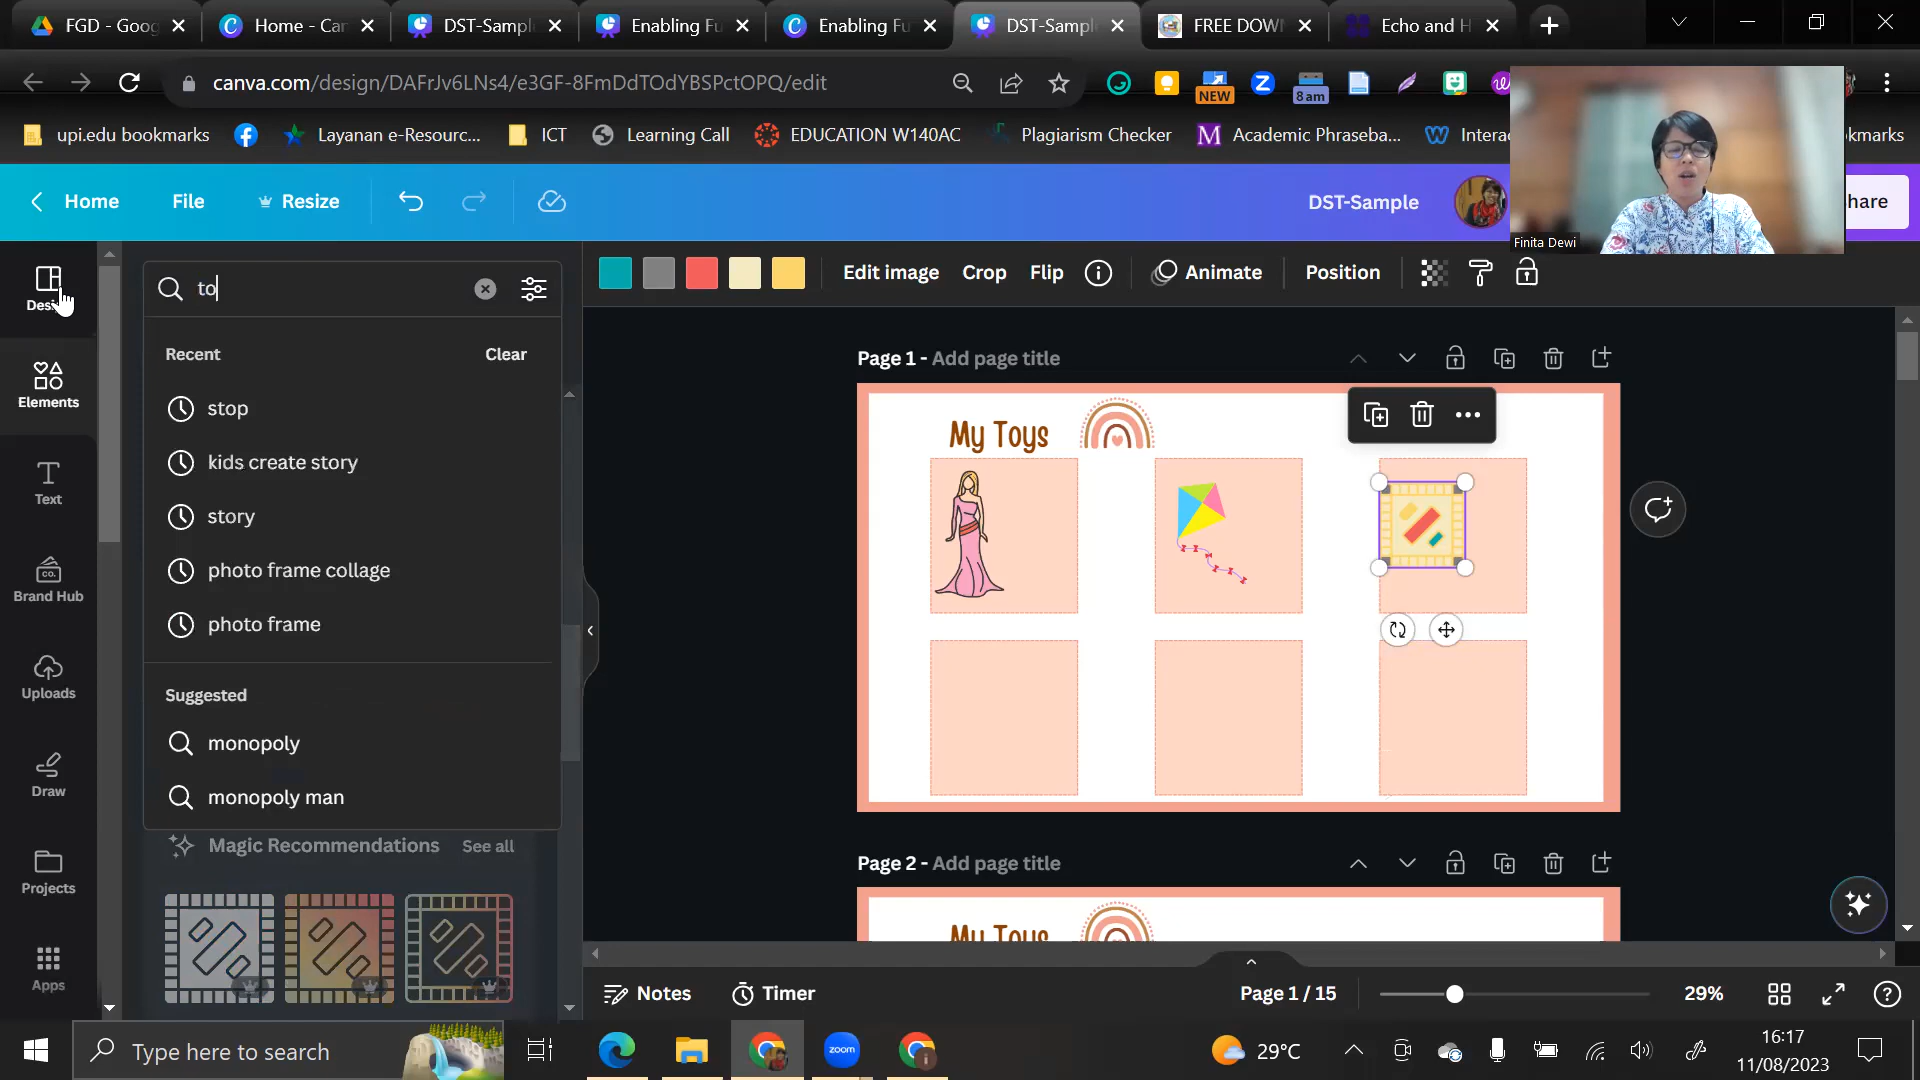 FGD - Goog
Home - Car
DST-Sampl
Enabling Fu
Enabling Fu
DST-Sampl
FREE DOW
Echo and H
canva.com/design/DAFrJv6LNs4/e3GF-8FmDdTOdYBSPctOPQ/edit
NEW
8am
upi.edu bookmarks
Layanan e-Resourc...
ICT
Learning Call
EDUCATION W140AC
Plagiarism Checker
Academic Phraseba...
Interac
kmarks
Home
File
Resize
DST-Sample
hare
Finita Dewi
Elements
Text
Brand Hub
Uploads
Draw
Projects
Apps
to
Recent
Clear
stop
kids create story
story
photo frame collage
photo frame
Suggested
monopoly
monopoly man
Magic Recommendations
See all
Edit image
Crop
Flip
Animate
Position
Page 1 - Add page title
My Toys
Page 2 - Add page title
My Toys
Notes
Timer
Page 1 / 15
29%
Type here to search
zoom
29°C
16:17
11/08/2023